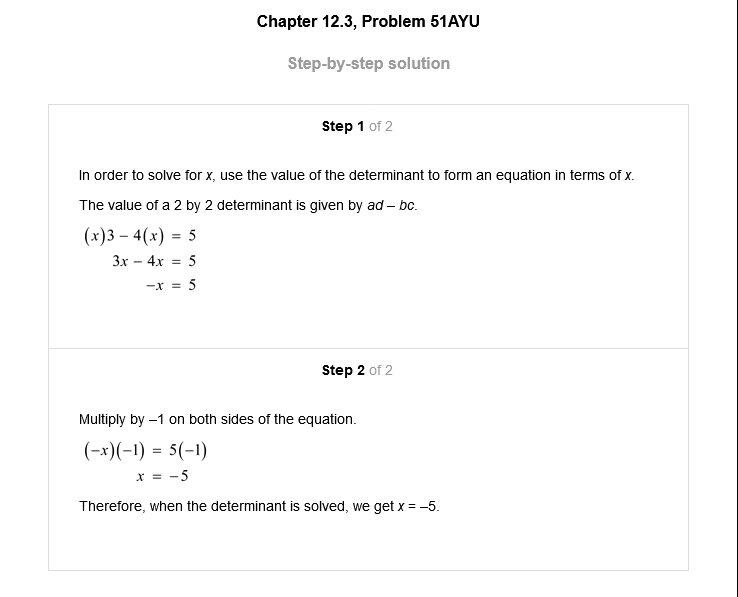 Chapter 12.3, Problem 51AYU
Step-by-step solution
Step 1 of 2
In order to solve for x, use the value of the determinant to form an equation in terms of x.
The value of a 2 by 2 determinant is given by ad – bc.
(x)3 − 4(x) = 5
3x − 4x = 5
−x = 5
Step 2 of 2
Multiply by –1 on both sides of the equation.
(−x)(−1) = 5(−1)
x = −5
Therefore, when the determinant is solved, we get x = –5.